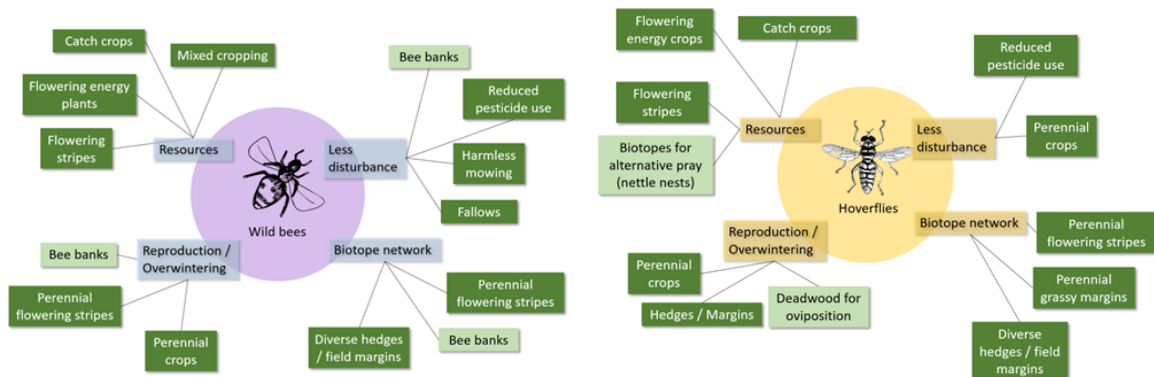 Catch crops
Mixed cropping
Flowering energy
plants
Flowering
stripes
Resources
Bee banks
Reduced
pesticide use
Less
disturbance
Harmless
mowing
Fallows
Wild bees
Reproduction /
Overwintering
Bee banks
Perennial
flowering stripes
Perennial
crops
Biotope network
Perennial
flowering stripes
Bee banks
Diverse hedges
/ field margins
Flowering
energy crops
Catch crops
Flowering
stripes
Biotopes for
alternative pray
(nettle nests)
Resources
Reduced
pesticide use
Less
disturbance
Perennial
crops
Hoverflies
Reproduction /
Overwintering
Perennial
crops
Hedges / Margins
Deadwood for
oviposition
Biotope network
Perennial
flowering stripes
Perennial
grassy margins
Diverse
hedges / field
margins